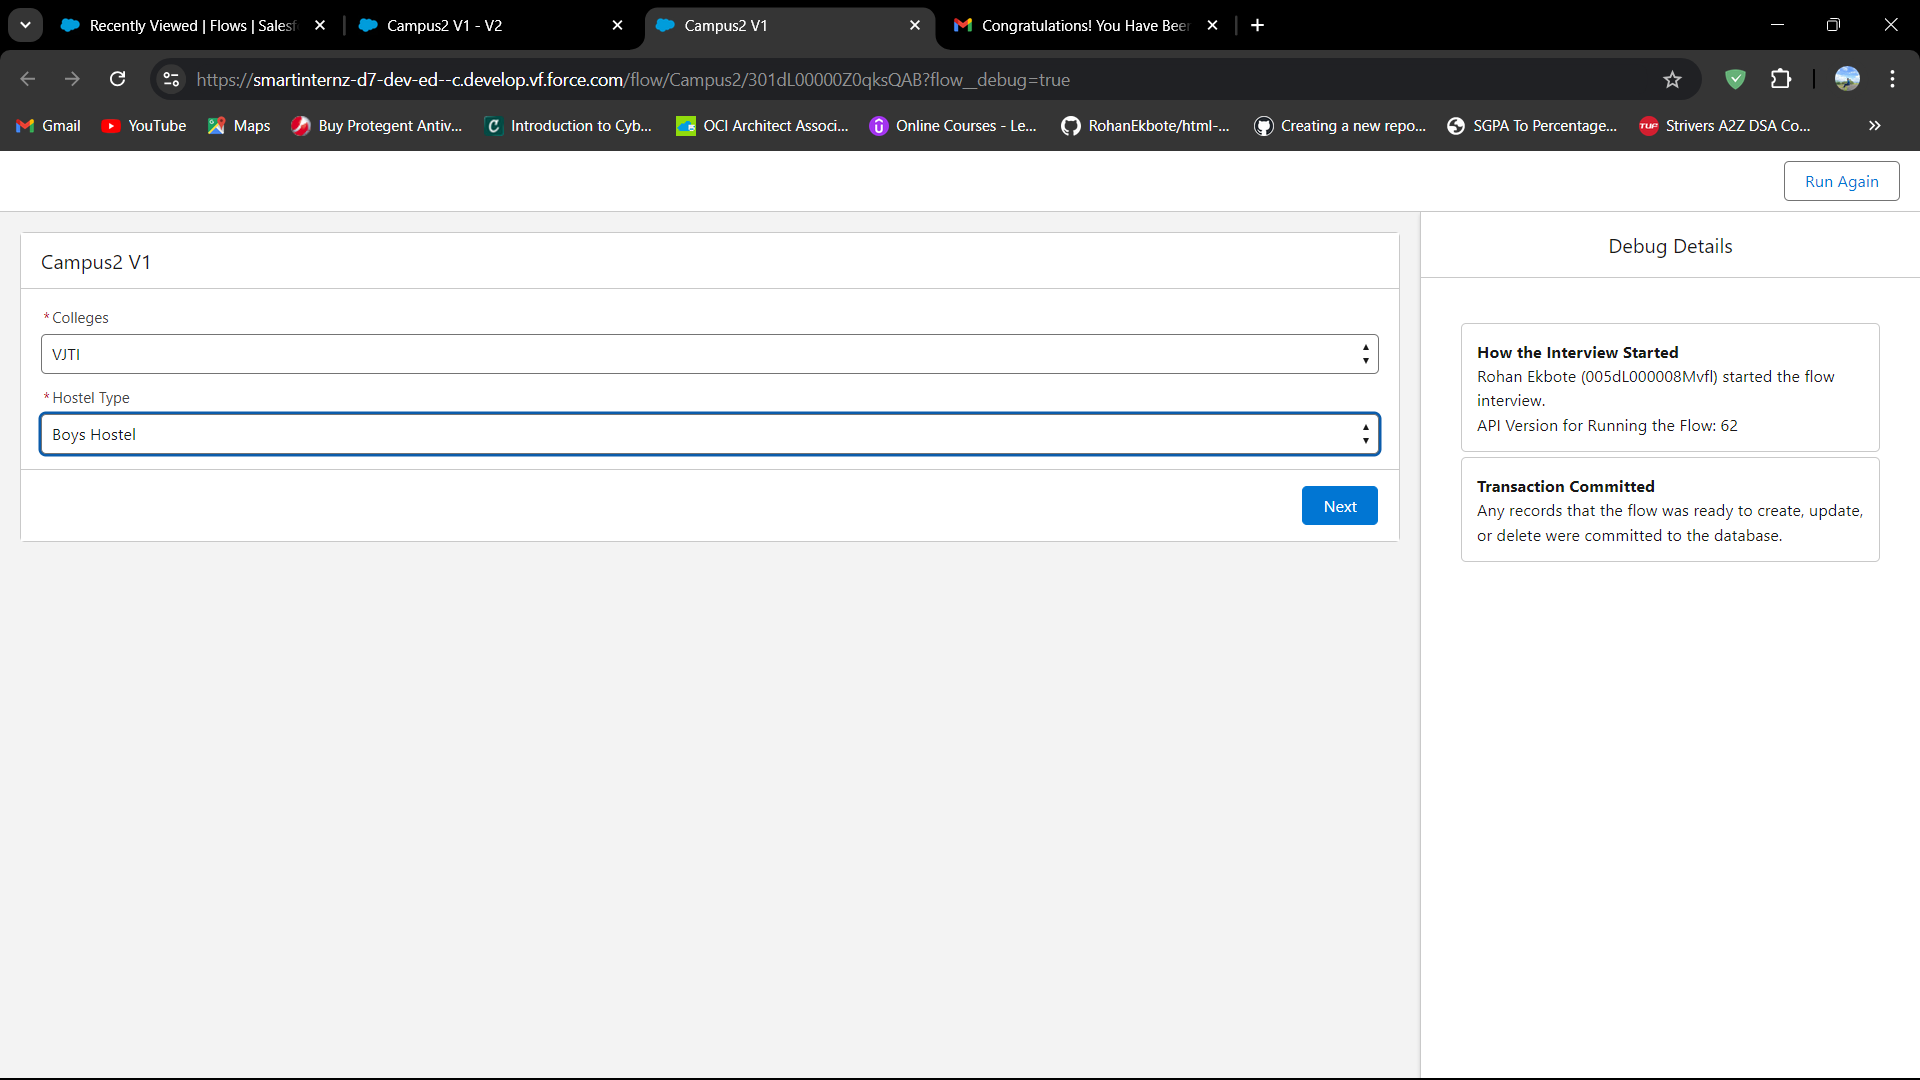 Recently Viewed | Flows | Salesf
Campus2 V1 - V2
Campus2 V1
Congratulations! You Have Beer
https://smartinternz-d7-dev-ed--c.develop.vf.force.com/flow/Campus2/301dL00000Z0qksQAB?flow__debug=true
Gmail
YouTube
Maps
Buy Protegent Antiv...
Introduction to Cyb...
OCI Architect Associ...
Online Courses - Le...
RohanEkbote/html-...
Creating a new repo...
SGPA To Percentage...
TUF
Strivers A2Z DSA Co...
Run Again
Campus2 V1
*Colleges
VJTI
*Hostel Type
Boys Hostel
Next
Debug Details
How the Interview Started
Rohan Ekbote (005dL000008Mvfl) started the flow
interview.
API Version for Running the Flow: 62
Transaction Committed
Any records that the flow was ready to create, update,
or delete were committed to the database.